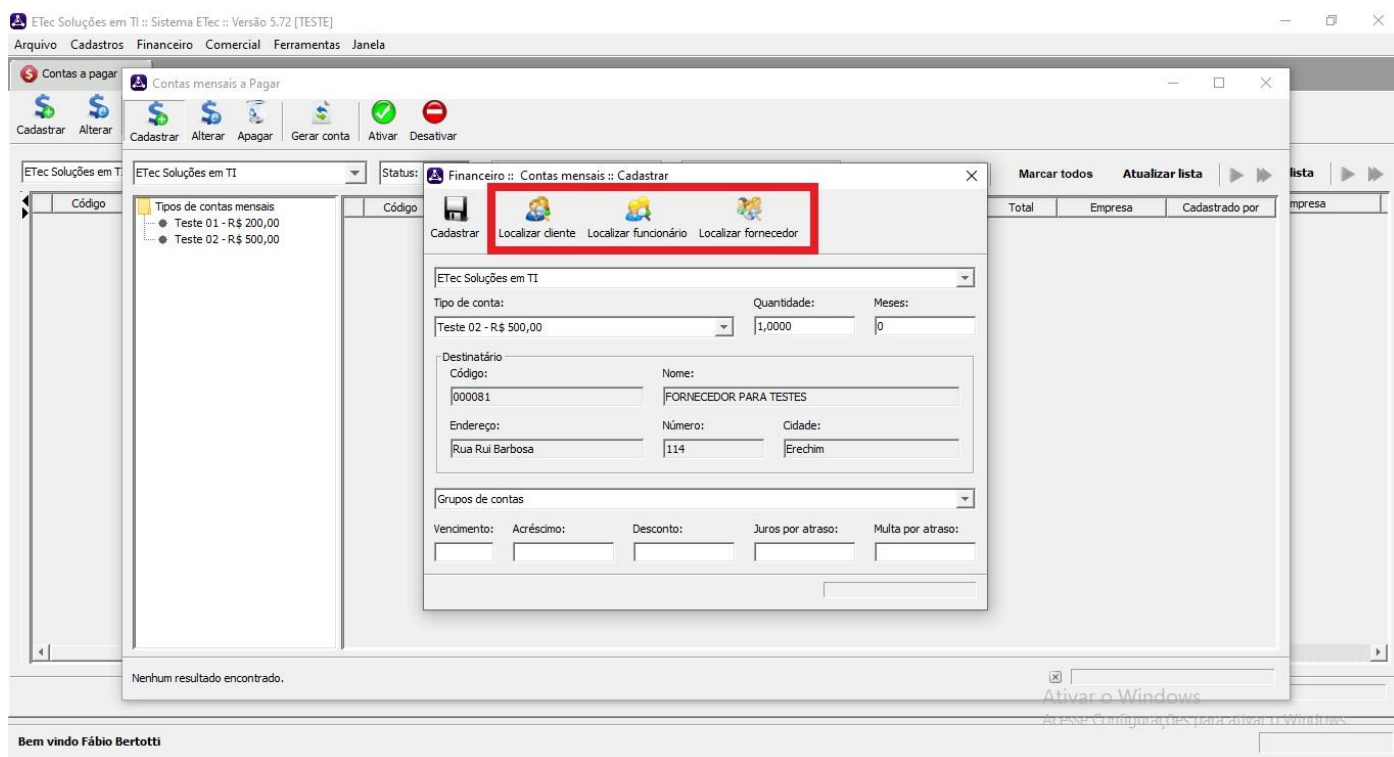 ETec Soluções em TI :: Sistema ETec :: Versão 5.72 [TESTE]
Arquivo Cadastros Financeiro Comercial Ferramentas Janela
Contas a pagar
Cadastrar Alterar
ETec Soluções em T
Código
Contas mensais a Pagar
Cadastrar Alterar Apagar Gerar conta Ativar Desativar
ETec Soluções em TI Status: Marcar todos Atualizar lista lista
Tipos de contas mensais
Teste 01 - R$ 200,00
Teste 02 - R$ 500,00
Código Total Empresa Cadastrado por mpresa
Financeiro :: Contas mensais :: Cadastrar
Cadastrar Localizar cliente Localizar funcionário Localizar fornecedor
ETec Soluções em TI
Tipo de conta: Quantidade: Meses:
Teste 02 - R$ 500,00 1,0000 0
Destinatário
Código: Nome:
000081 FORNECEDOR PARA TESTES
Endereço: Número: Cidade:
Rua Rui Barbosa 114 Erechim
Grupos de contas
Vencimento: Acréscimo: Desconto: Juros por atraso: Multa por atraso:
Nenhum resultado encontrado.
Ativar o Windows
Acesse Configurações para ativar o Windows.
Bem vindo Fábio Bertotti